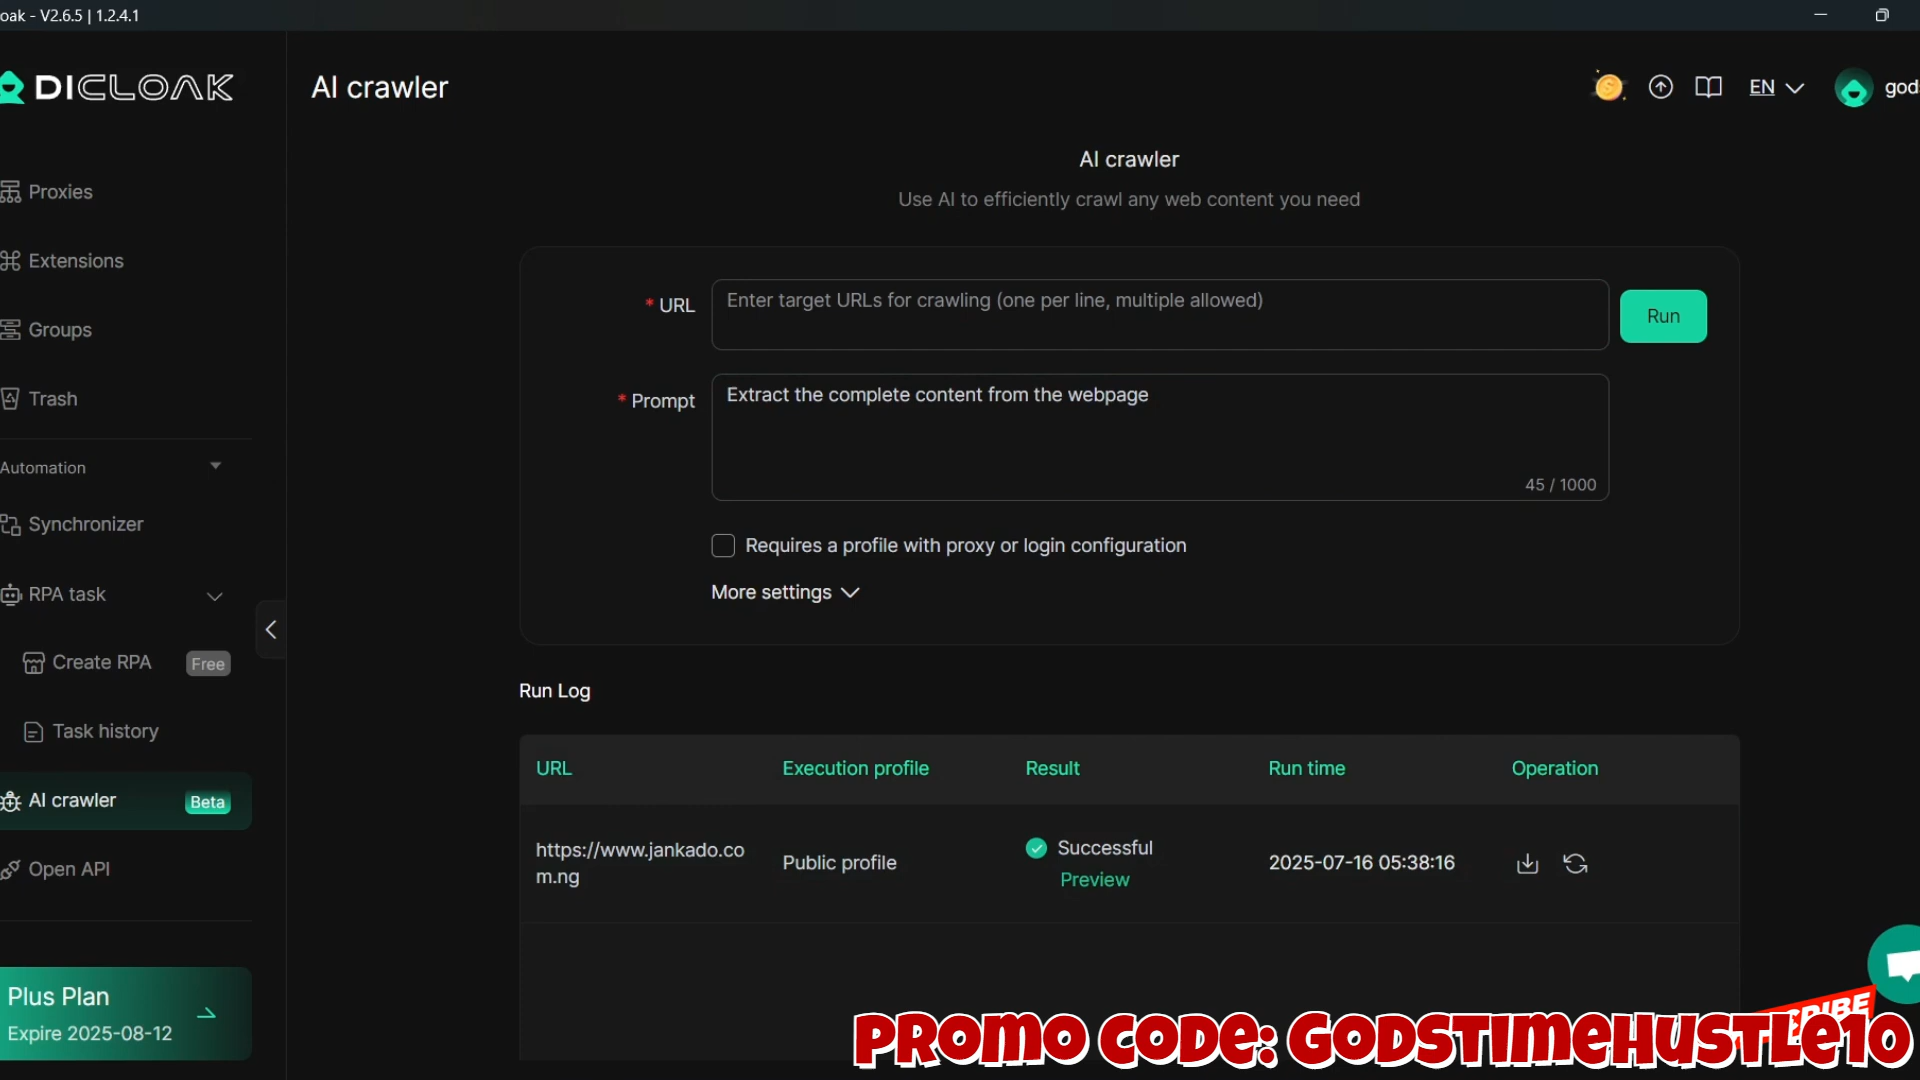 oak - V2.6.5 | 1.2.4.1
DICLOAK
AI crawler
EN
god
AI crawler
Use AI to efficiently crawl any web content you need
Proxies
Extensions
Groups
Trash
Automation
Synchronizer
RPA task
Create RPA Free
Task history
AI crawler Beta
Open API
Plus Plan
Expire 2025-08-12
* URL
Enter target URLs for crawling (one per line, multiple allowed)
Run
* Prompt
Extract the complete content from the webpage
45 / 1000
Requires a profile with proxy or login configuration
More settings
Run Log
URL Execution profile Result Run time Operation
https://www.jankado.co
m.ng
Public profile
Successful
Preview
2025-07-16 05:38:16
PROMO CODE: GODSTIMEHUSTLE10